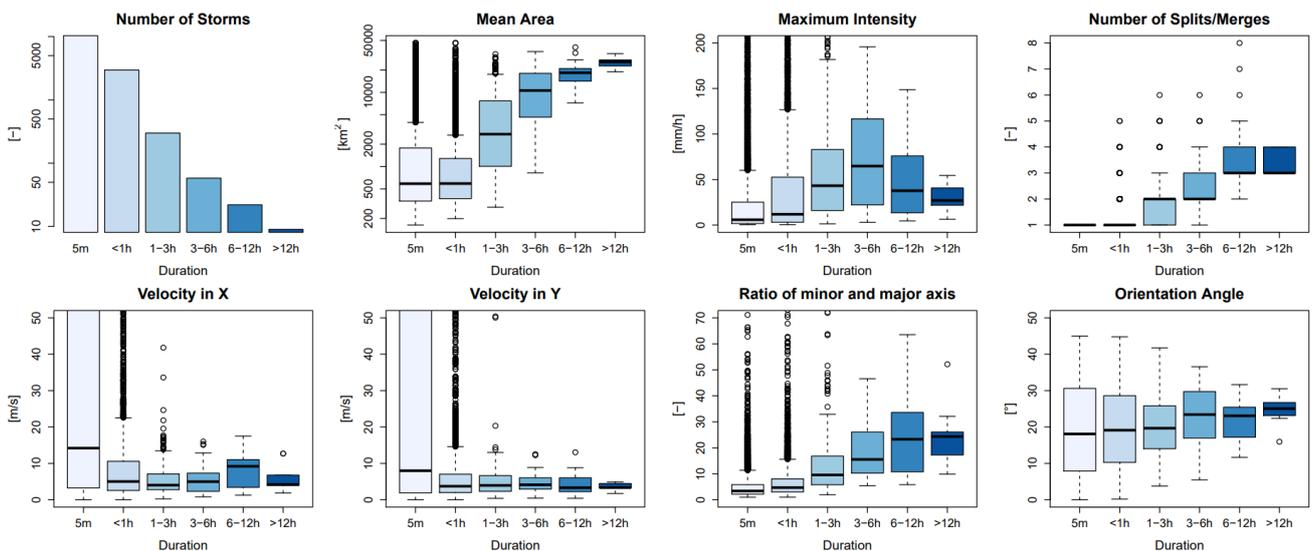 Number of Storms
[−]
5000
500
50
10
5m <1h 1−3h 3−6h 6−12h >12h
Duration
Mean Area
[km²]
50000
10000
2000
500
200
5m <1h 1−3h 3−6h 6−12h >12h
Duration
Maximum Intensity
[mm/h]
200
150
100
50
0
5m <1h 1−3h 3−6h 6−12h >12h
Duration
Number of Splits/Merges
[−]
8
7
6
5
4
3
2
1
5m <1h 1−3h 3−6h 6−12h >12h
Duration
Velocity in X
[m/s]
50
40
30
20
10
0
5m <1h 1−3h 3−6h 6−12h >12h
Duration
Velocity in Y
[m/s]
50
40
30
20
10
0
5m <1h 1−3h 3−6h 6−12h >12h
Duration
Ratio of minor and major axis
[−]
70
60
50
40
30
20
10
0
5m <1h 1−3h 3−6h 6−12h >12h
Duration
Orientation Angle
[°]
50
40
30
20
10
0
5m <1h 1−3h 3−6h 6−12h >12h
Duration